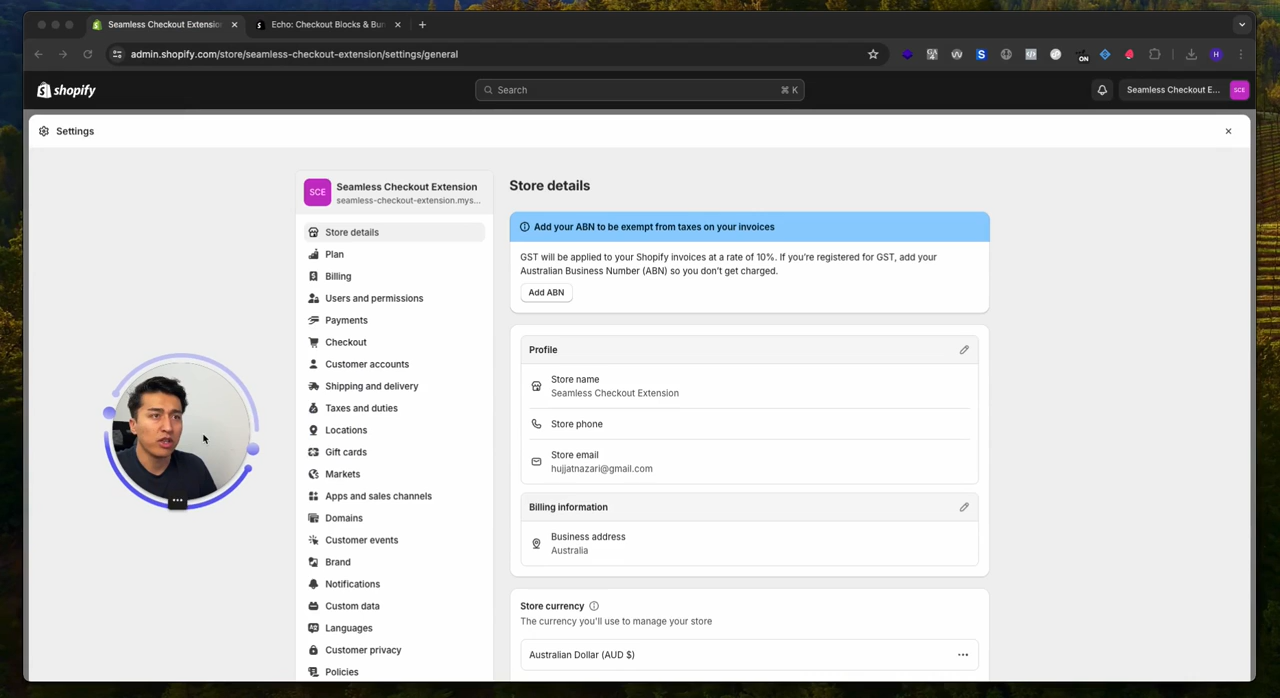 Seamless Checkout Extensio
Echo: Checkout Blocks & Bun
admin.shopify.com/store/seamless-checkout-extension/settings/general
ON
H
shopify
Search
⌘ K
Seamless Checkout E...
SCE
Settings
SCE
Seamless Checkout Extension
seamless-checkout-extension.mys...
Store details
Plan
Billing
Users and permissions
Payments
Checkout
Customer accounts
Shipping and delivery
Taxes and duties
Locations
Gift cards
Markets
Apps and sales channels
Domains
Customer events
Brand
Notifications
Custom data
Languages
Customer privacy
Policies
Store details
Add your ABN to be exempt from taxes on your invoices
GST will be applied to your Shopify invoices at a rate of 10%. If you're registered for GST, add your
Australian Business Number (ABN) so you don't get charged.
Add ABN
Profile
Store name
Seamless Checkout Extension
Store phone
Store email
hujjatnazari@gmail.com
Billing information
Business address
Australia
Store currency
The currency you'll use to manage your store
Australian Dollar (AUD $)